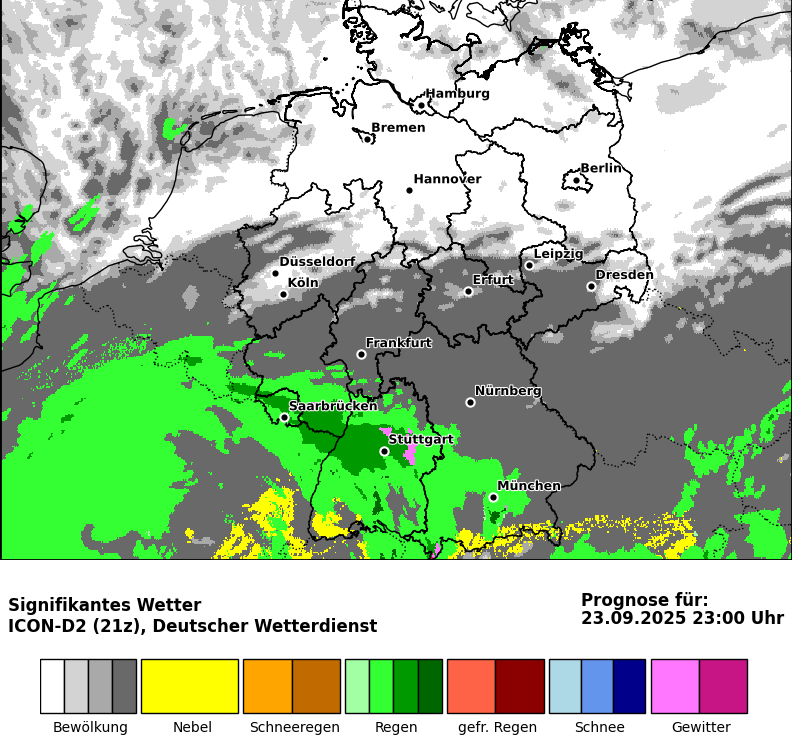 Hamburg
Bremen
Berlin
Hannover
Leipzig
Düsseldorf
Dresden
Erfurt
Köln
Frankfurt
Nürnberg
Saarbrücken
Stuttgart
München
Signifikantes Wetter
ICON-D2 (21z), Deutscher Wetterdienst
Prognose für:
23.09.2025 23:00 Uhr
Bewölkung Nebel Schneeregen Regen gefr. Regen Schnee Gewitter